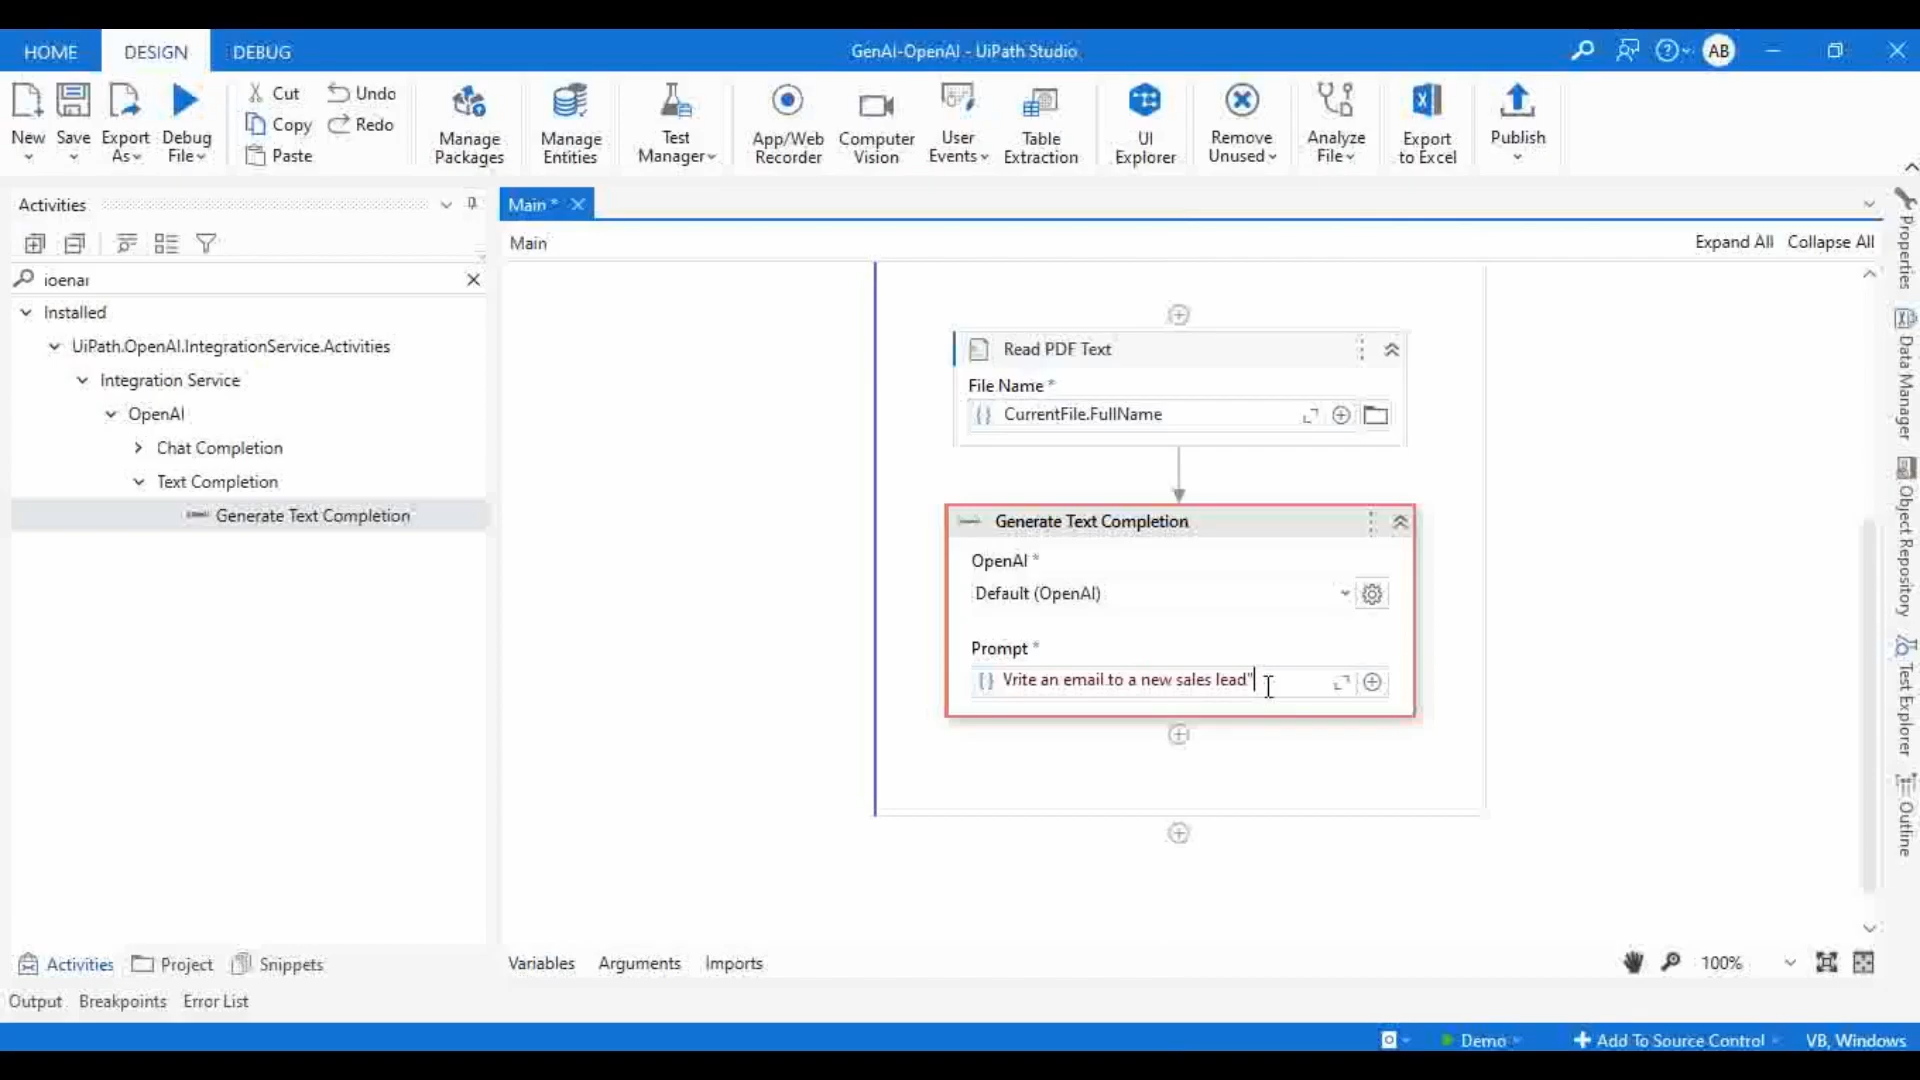 HOME DESIGN DEBUG GenAI-OpenAI - UiPath Studio AB
New Save Export As Debug File Cut Copy Paste Undo Redo Manage Packages Manage Entities Test Manager App/Web Recorder Computer Vision User Events Table Extraction UI Explorer Remove Unused Analyze File Export to Excel Publish
Activities
Main *
Main Expand All Collapse All
ioenai
Installed
UiPath.OpenAI.IntegrationService.Activities
Integration Service
OpenAI
Chat Completion
Text Completion
Generate Text Completion
Read PDF Text
File Name *
CurrentFile.FullName
Generate Text Completion
OpenAI *
Default (OpenAI)
Prompt *
Vrite an email to a new sales lead"
Properties
Data Manager
Object Repository
Test Explorer
Outline
Activities Project Snippets
Variables Arguments Imports 100%
Output Breakpoints Error List
Demo Add To Source Control VB, Windows